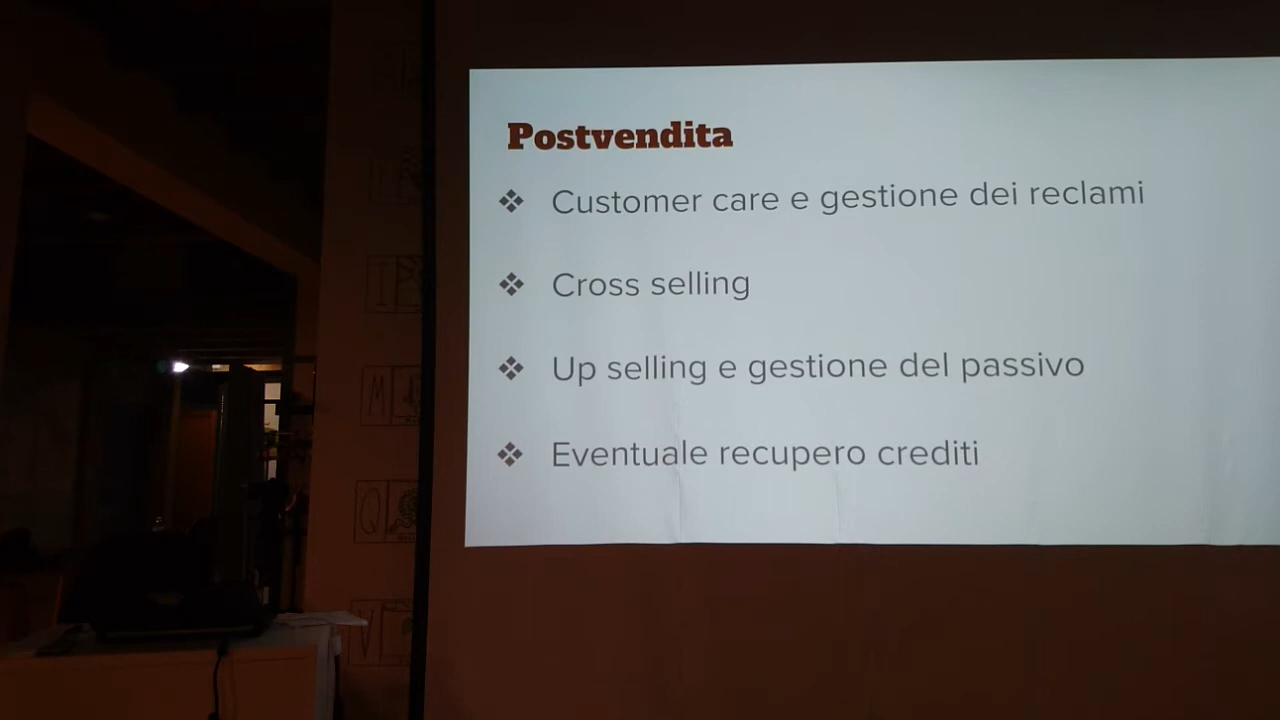 Postvendita
Customer care e gestione dei reclami
Cross selling
Up selling e gestione del passivo
Eventuale recupero crediti
I
M
Q
V